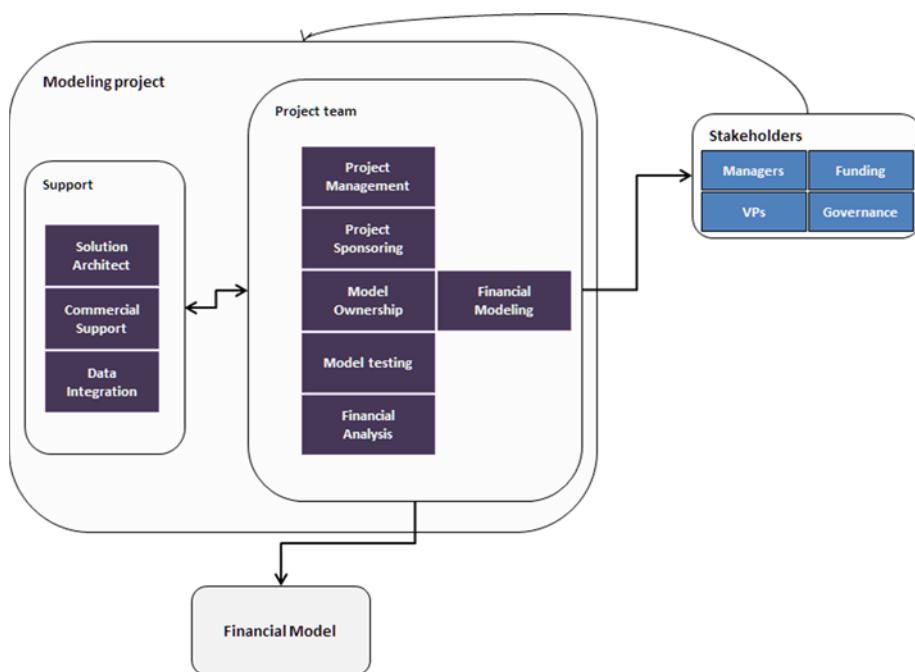 Modeling project
Project team
Support
Solution
Architect
Commercial
Support
Data
Integration
Project
Management
Project
Sponsoring
Model
Ownership
Financial
Modeling
Model testing
Financial
Analysis
Stakeholders
Managers
Funding
VPs
Governance
Financial Model